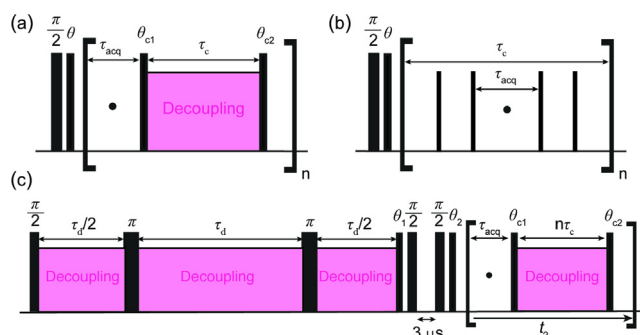 (a)
π/2 θ τacq θc1 τc θc2
Decoupling
n
(b)
π/2 θ τc
τacq
n
(c)
π/2 τd/2 π τd π τd/2 θ1 π/2 π/2 θ2 τacq θc1 nτc θc2
Decoupling Decoupling Decoupling Decoupling
3 μs t2